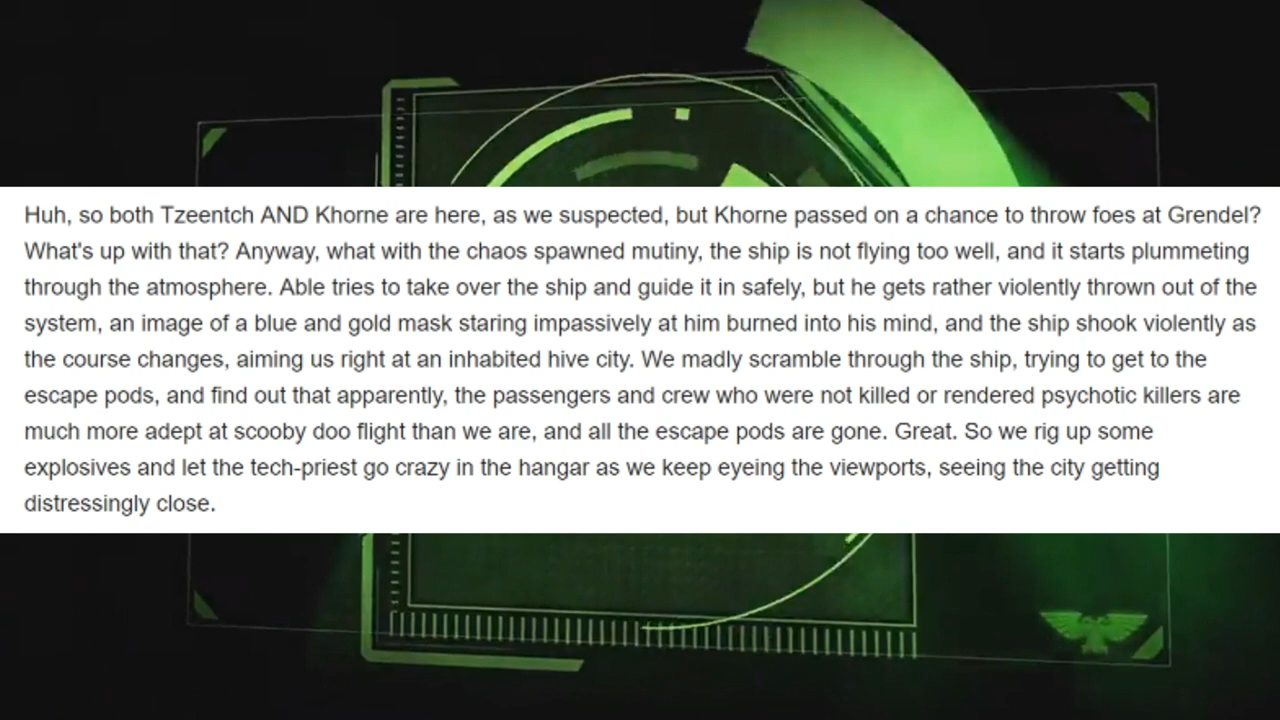 Huh, so both Tzeentch AND Khorne are here, as we suspected, but Khorne passed on a chance to throw foes at Grendel?
What's up with that? Anyway, what with the chaos spawned mutiny, the ship is not flying too well, and it starts plummeting
through the atmosphere. Able tries to take over the ship and guide it in safely, but he gets rather violently thrown out of the
system, an image of a blue and gold mask staring impassively at him burned into his mind, and the ship shook violently as
the course changes, aiming us right at an inhabited hive city. We madly scramble through the ship, trying to get to the
escape pods, and find out that apparently, the passengers and crew who were not killed or rendered psychotic killers are
much more adept at scooby doo flight than we are, and all the escape pods are gone. Great. So we rig up some
explosives and let the tech-priest go crazy in the hangar as we keep eyeing the viewports, seeing the city getting
distressingly close.